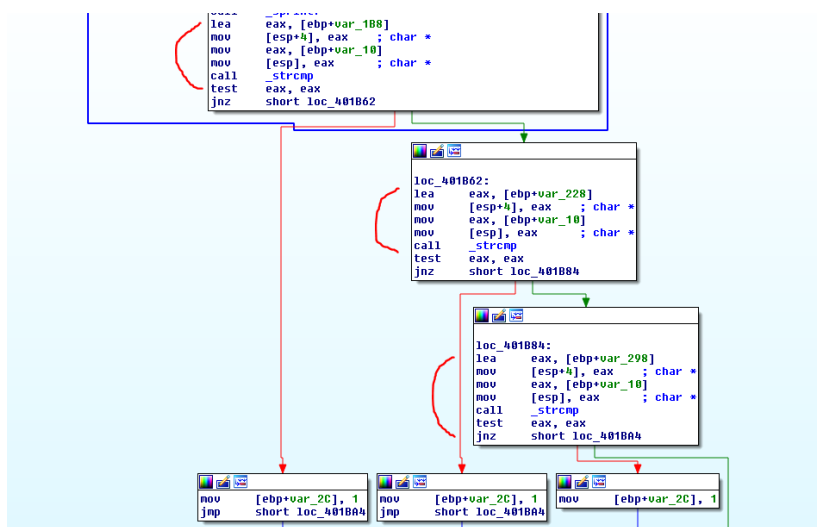 call _sprintf
lea eax, [ebp+var_1B8]
mov [esp+4], eax ; char *
mov eax, [ebp+var_10]
mov [esp], eax ; char *
call _strcmp
test eax, eax
jnz short loc_401B62
loc_401B62:
lea eax, [ebp+var_228]
mov [esp+4], eax ; char *
mov eax, [ebp+var_10]
mov [esp], eax ; char *
call _strcmp
test eax, eax
jnz short loc_401B84
loc_401B84:
lea eax, [ebp+var_298]
mov [esp+4], eax ; char *
mov eax, [ebp+var_10]
mov [esp], eax ; char *
call _strcmp
test eax, eax
jnz short loc_401BA4
mov [ebp+var_2C], 1
jmp short loc_401BA4
mov [ebp+var_2C], 1
jmp short loc_401BA4
mov [ebp+var_2C], 1